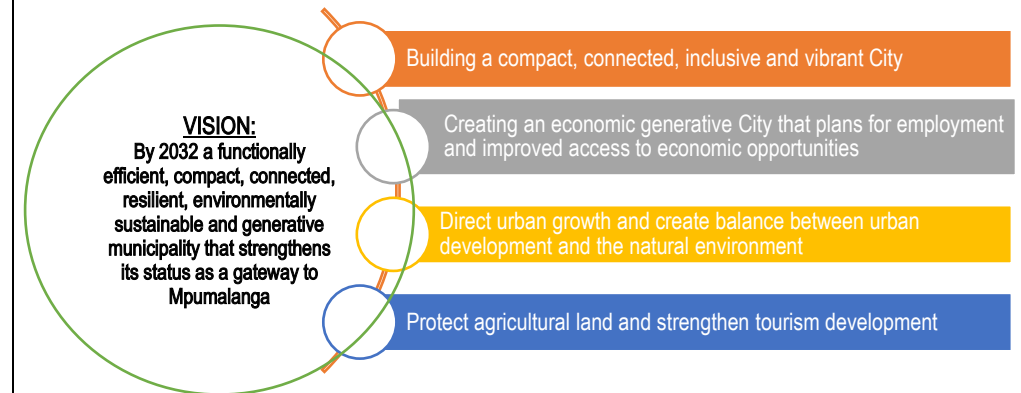 VISION:
By 2032 a functionally
efficient, compact, connected,
resilient, environmentally
sustainable and generative
municipality that strengthens
its status as a gateway to
Mpumalanga
Building a compact, connected, inclusive and vibrant City
Creating an economic generative City that plans for employment
and improved access to economic opportunities
Direct urban growth and create balance between urban
development and the natural environment
Protect agricultural land and strengthen tourism development